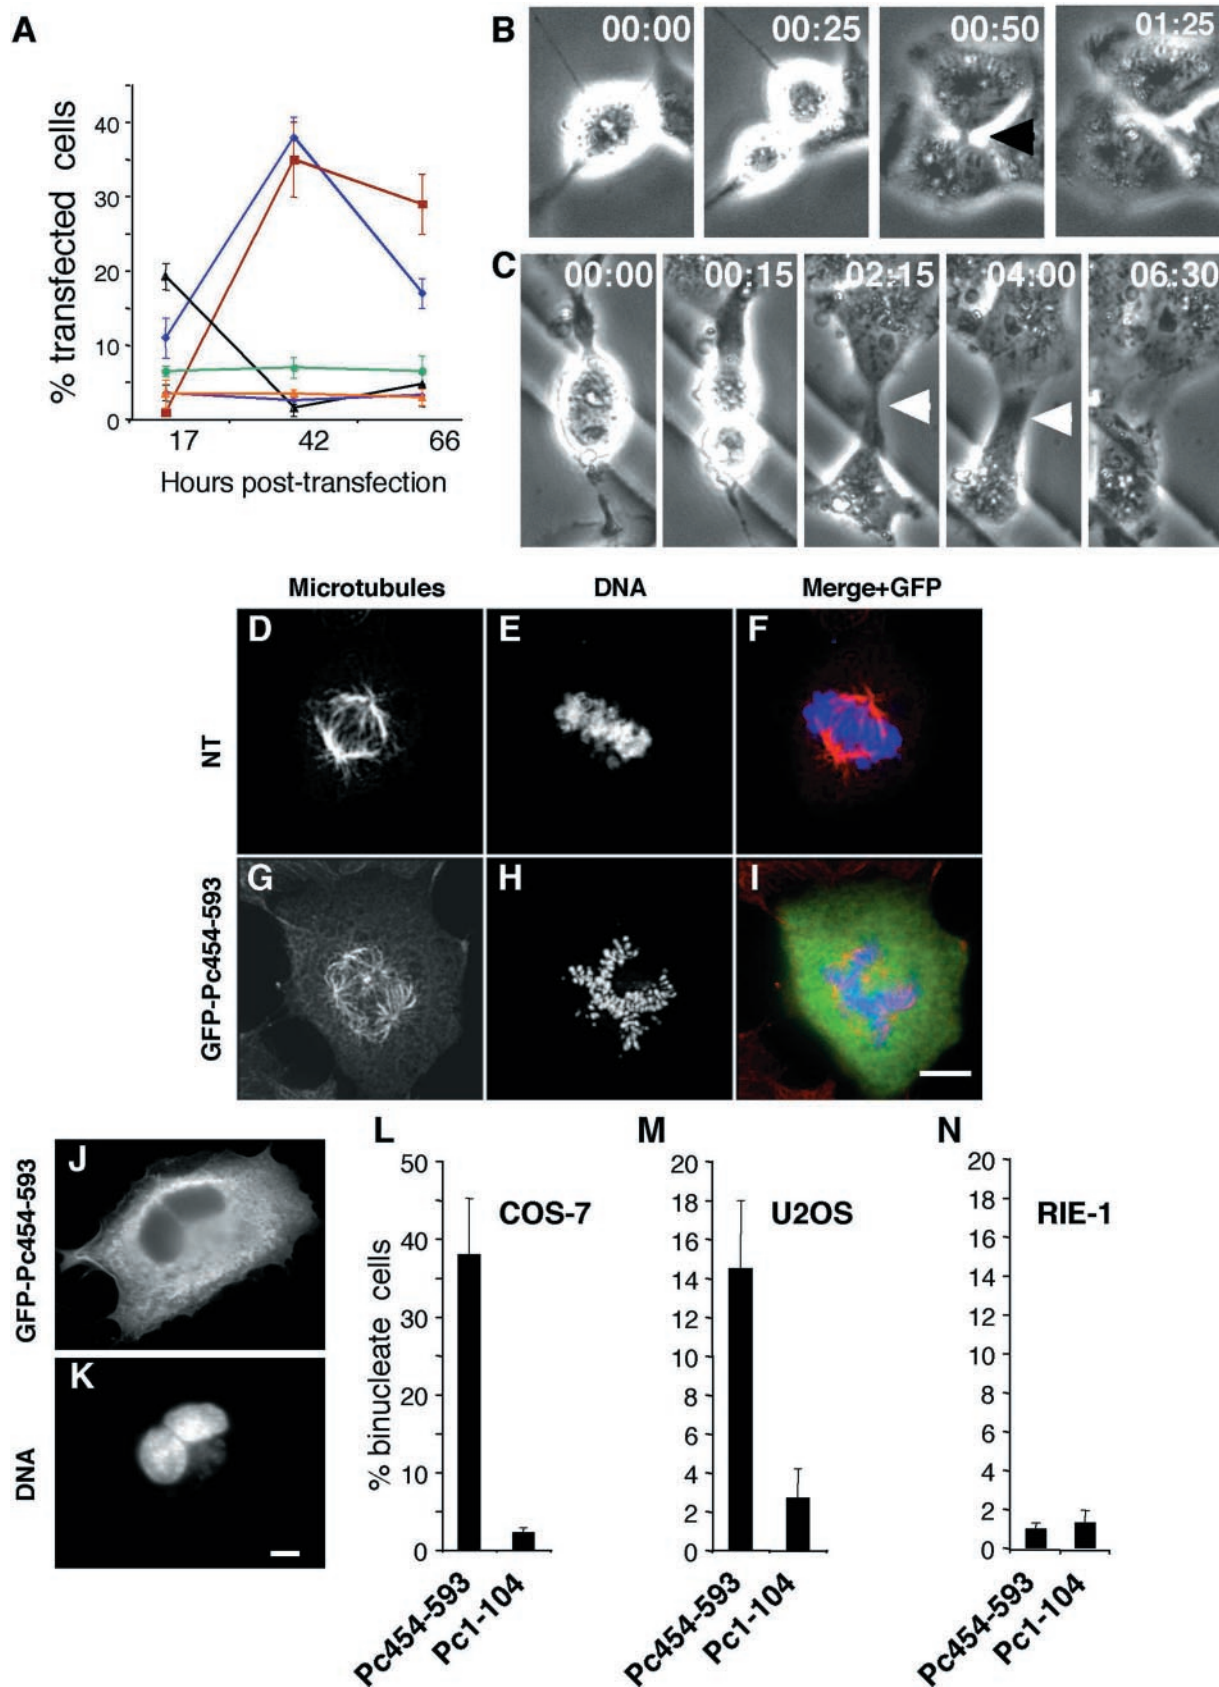 A
% transfected cells
40
30
20
10
0
17 42 66
Hours post-transfection
B
00:00 00:25 00:50 01:25
C
00:00 00:15 02:15 04:00 06:30
Microtubules DNA Merge+GFP
NT
D E F
GFP-Pc454-593
G H I
GFP-Pc454-593
J
DNA
K
L
% binucleate cells
50
40
30
20
10
0
COS-7
Pc454-593
Pc1-104
M
20
18
16
14
12
10
8
6
4
2
0
U2OS
Pc454-593
Pc1-104
N
20
18
16
14
12
10
8
6
4
2
0
RIE-1
Pc454-593
Pc1-104